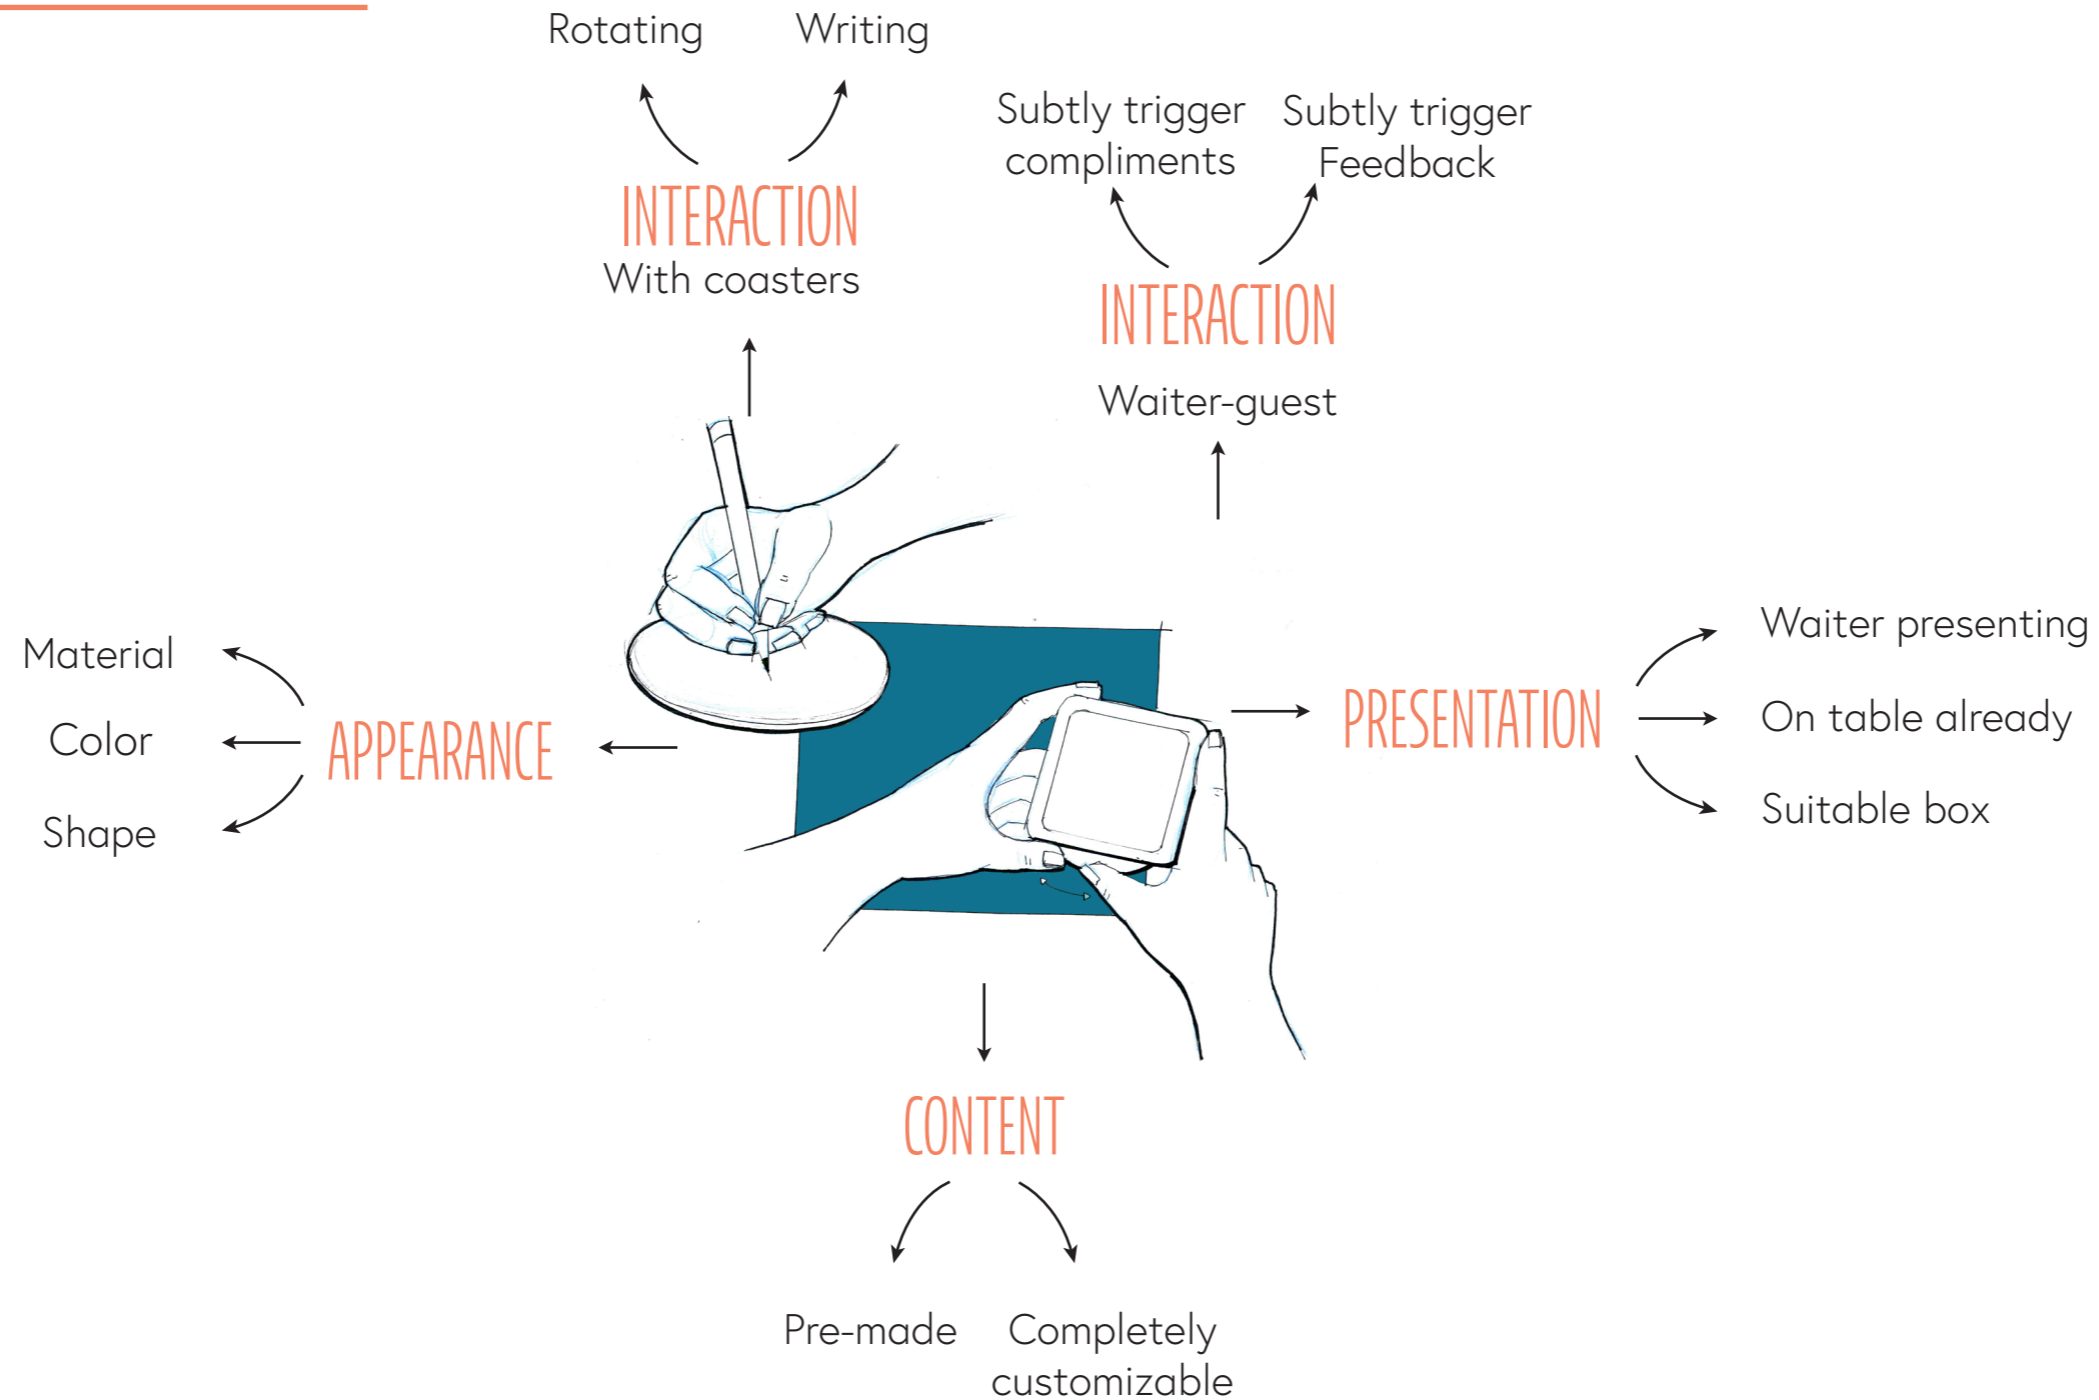 Rotating
Writing
INTERACTION
With coasters
Subtly trigger
compliments
Subtly trigger
Feedback
INTERACTION
Waiter-guest
Material
Color
Shape
APPEARANCE
PRESENTATION
Waiter presenting
On table already
Suitable box
CONTENT
Pre-made
Completely
customizable